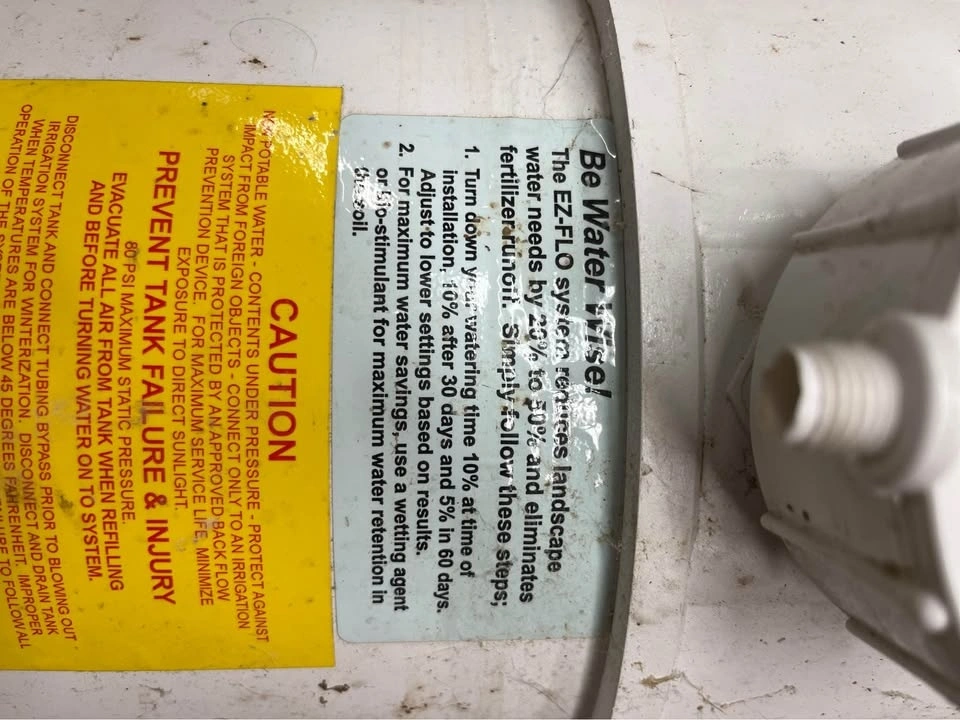 Be Water Wise!
The EZ-FLO system reduces landscape
water needs by 20% to 50% and eliminates
fertilizer runoff. Simply follow these steps;
1. Turn down your watering time 10% at time of
installation, 10% after 30 days and 5% in 60 days.
Adjust to lower settings based on results.
2. For maximum water savings, use a wetting agent
or bio-stimulant for maximum water retention in
the soil.
CAUTION
NON POTABLE WATER - CONTENTS UNDER PRESSURE - PROTECT AGAINST
IMPACT FROM FOREIGN OBJECTS - CONNECT ONLY TO AN IRRIGATION
SYSTEM THAT IS PROTECTED BY AN APPROVED BACK FLOW
PREVENTION DEVICE. FOR MAXIMUM SERVICE LIFE, MINIMIZE
EXPOSURE TO DIRECT SUNLIGHT.
PREVENT TANK FAILURE & INJURY
80 PSI MAXIMUM STATIC PRESSURE.
EVACUATE ALL AIR FROM TANK WHEN REFILLING
AND BEFORE TURNING WATER ON TO SYSTEM.
DISCONNECT TANK AND CONNECT TUBING BYPASS PRIOR TO BLOWING OUT
IRRIGATION SYSTEM FOR WINTERIZATION. DISCONNECT AND DRAIN TANK
WHEN TEMPERATURES ARE BELOW 45 DEGREES FAHRENHEIT. IMPROPER
OPERATION OF THE TO FOLLOW ALL